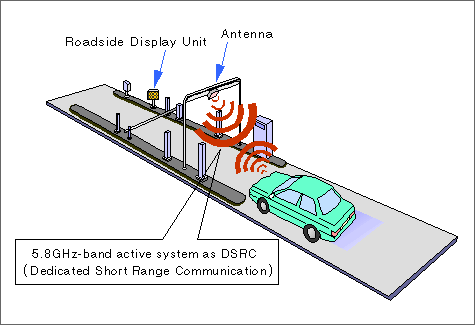 Roadside Display Unit
Antenna
5.8GHz-band active system as DSRC
(Dedicated Short Range Communication)